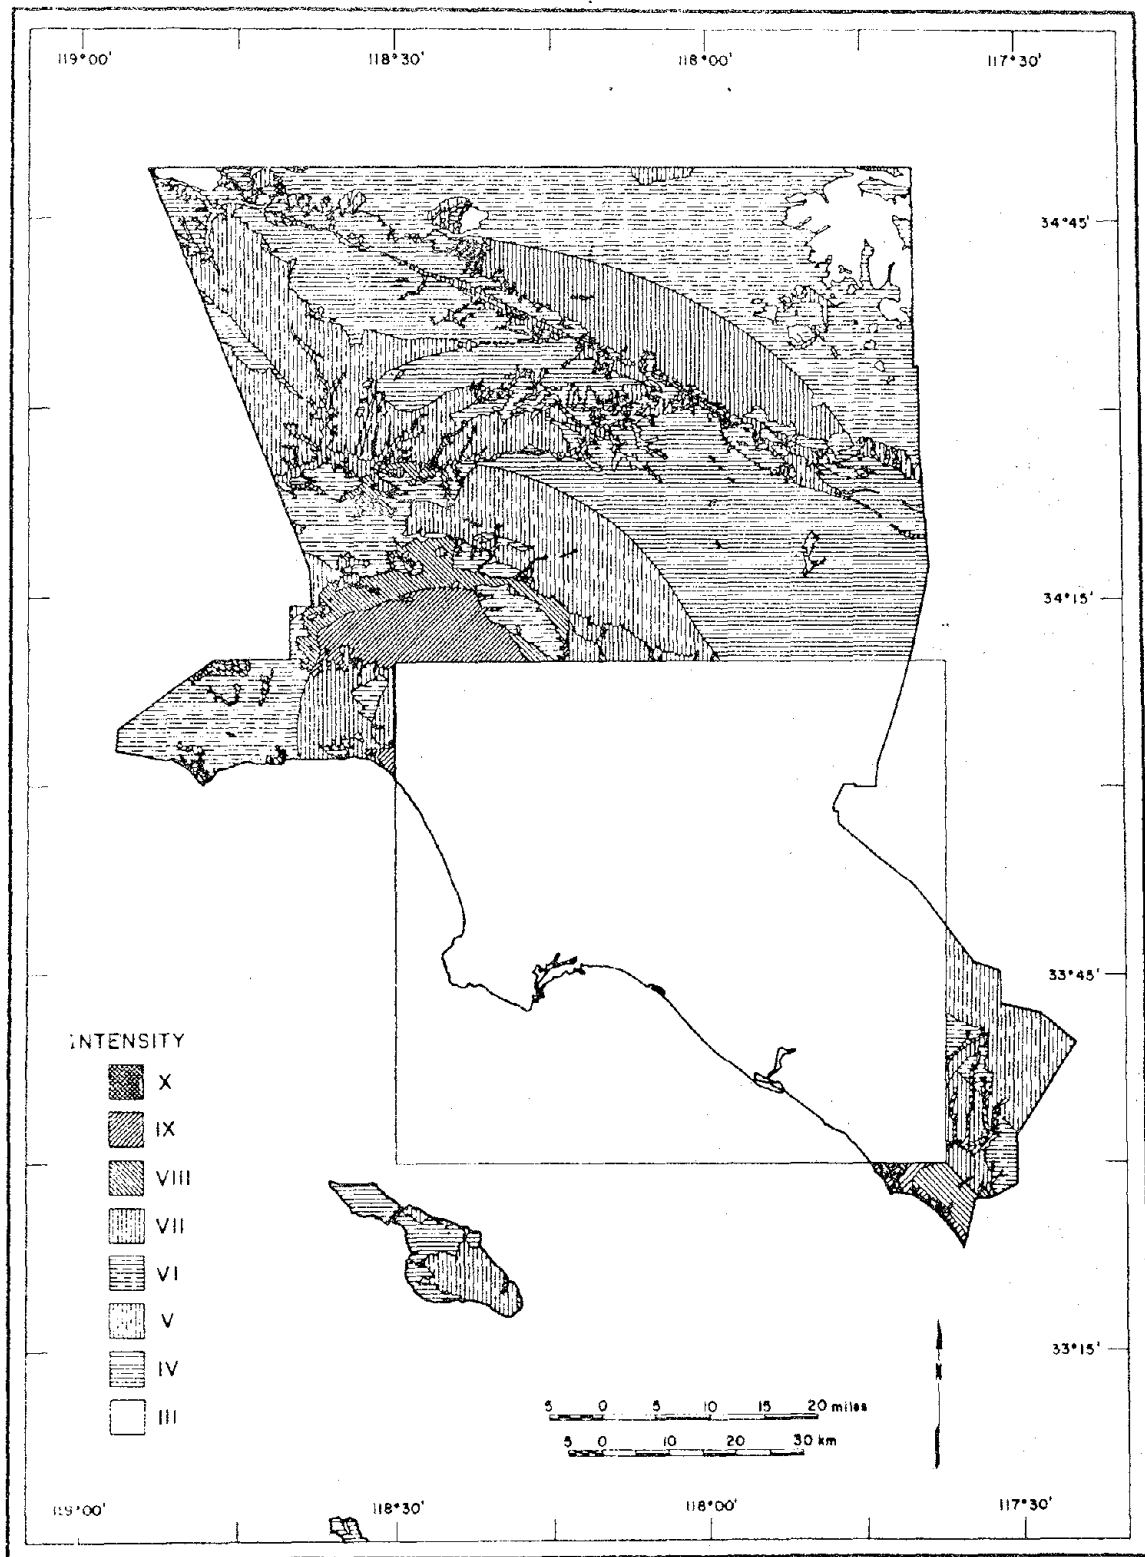 119°00' 118°30' 118°00' 117°30'
34°45'
34°15'
33°45'
INTENSITY
X
IX
VIII
VII
VI
V
IV
III
33°15'
5 0 5 10 15 20 miles
5 0 10 20 30 km
119°00' 118°30' 118°00' 117°30'